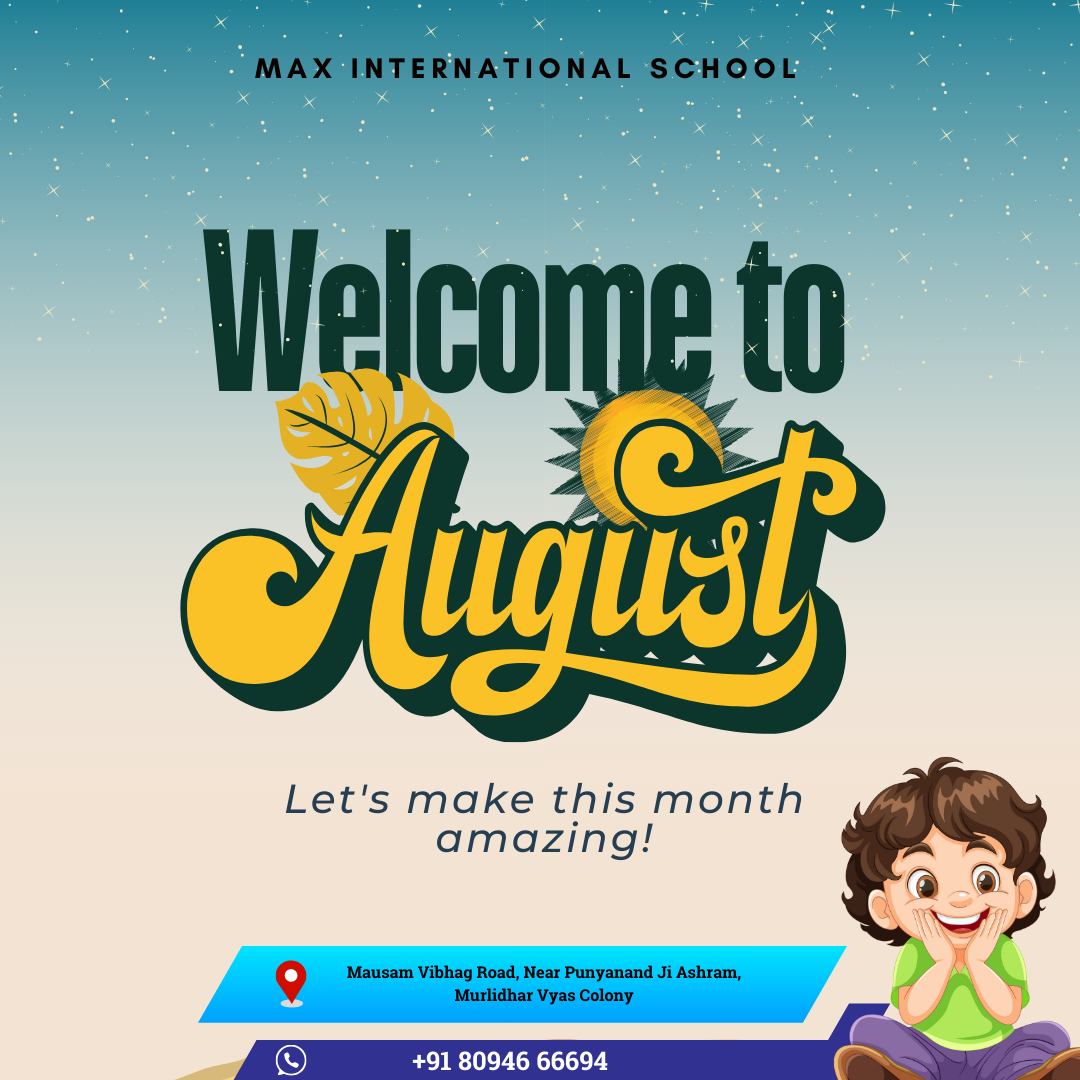 MAX INTERNATIONAL SCHOOL
Welcome to
August
Let's make this month
amazing!
Mausam Vibhag Road, Near Punyanand Ji Ashram,
Murlidhar Vyas Colony
+91 80946 66694